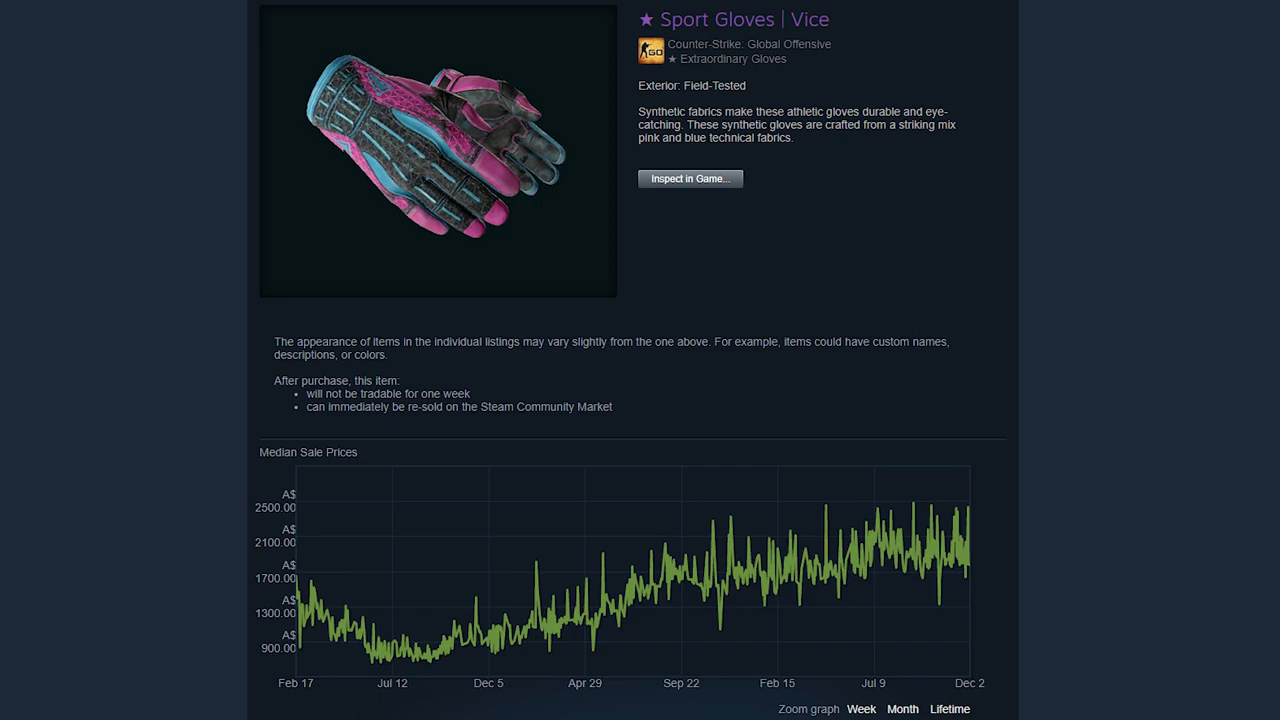 ★ Sport Gloves | Vice
GO
Counter-Strike: Global Offensive
★ Extraordinary Gloves
Exterior: Field-Tested
Synthetic fabrics make these athletic gloves durable and eye-
catching. These synthetic gloves are crafted from a striking mix
pink and blue technical fabrics.
Inspect in Game...
The appearance of items in the individual listings may vary slightly from the one above. For example, items could have custom names,
descriptions, or colors.
After purchase, this item:
• will not be tradable for one week
• can immediately be re-sold on the Steam Community Market
Median Sale Prices
A$
2500.00
A$
2100.00
A$
1700.00
A$
1300.00
A$
900.00
Feb 17 Jul 12 Dec 5 Apr 29 Sep 22 Feb 15 Jul 9 Dec 2
Zoom graph Week Month Lifetime